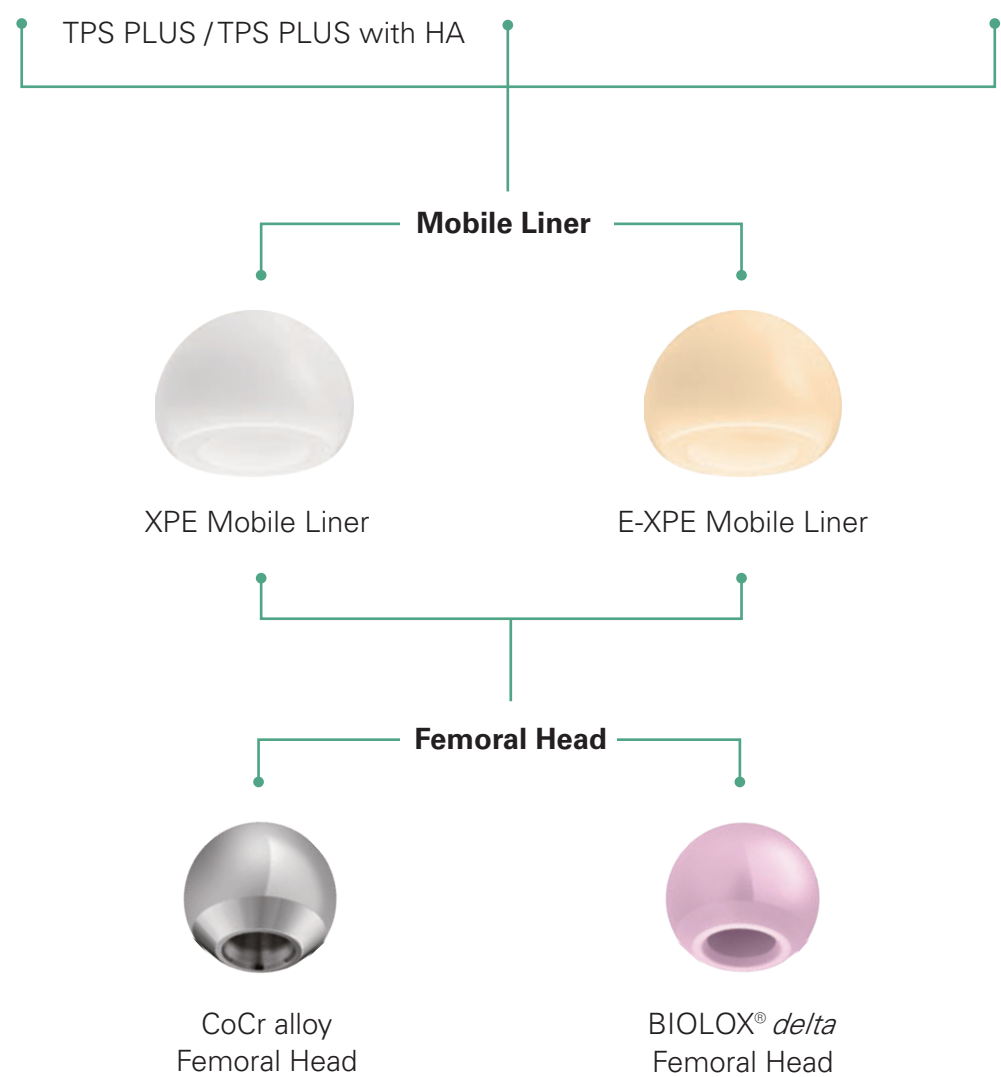 TPS PLUS / TPS PLUS with HA
Mobile Liner
XPE Mobile Liner
E-XPE Mobile Liner
Femoral Head
CoCr alloy
Femoral Head
BIOLOX® delta
Femoral Head